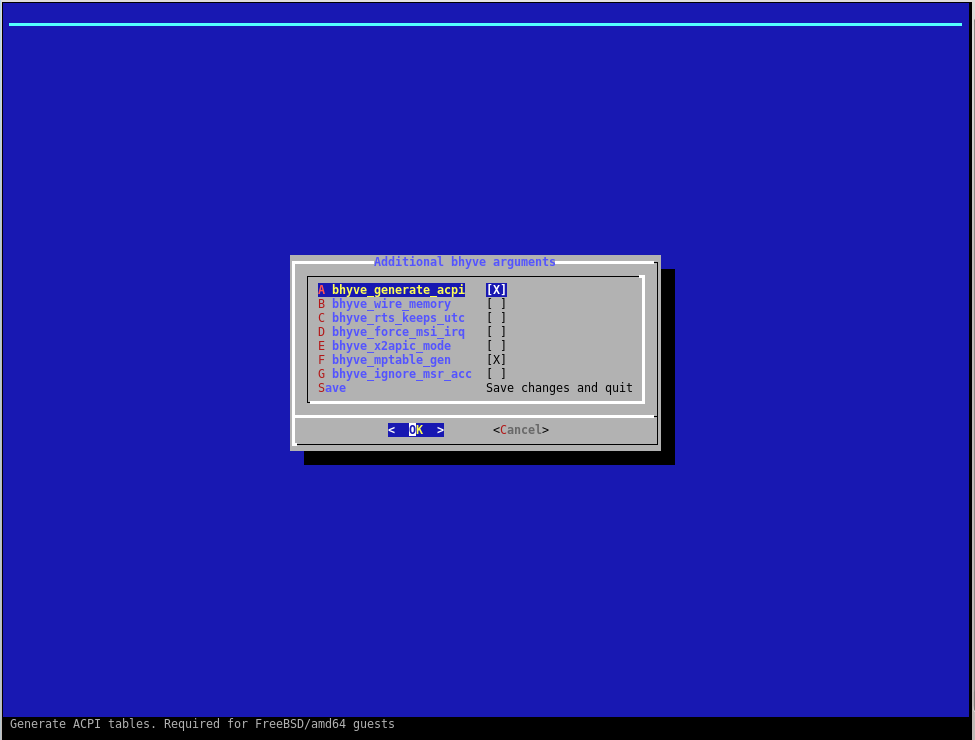 Additional bhyve arguments
A bhyve_generate_acpi [X]
B bhyve_wire_memory [ ]
C bhyve_rts_keeps_utc [ ]
D bhyve_force_msi_irq [ ]
E bhyve_x2apic_mode [ ]
F bhyve_mptable_gen [X]
G bhyve_ignore_msr_acc [ ]
Save Save changes and quit
< OK > <Cancel>
Generate ACPI tables. Required for FreeBSD/amd64 guests